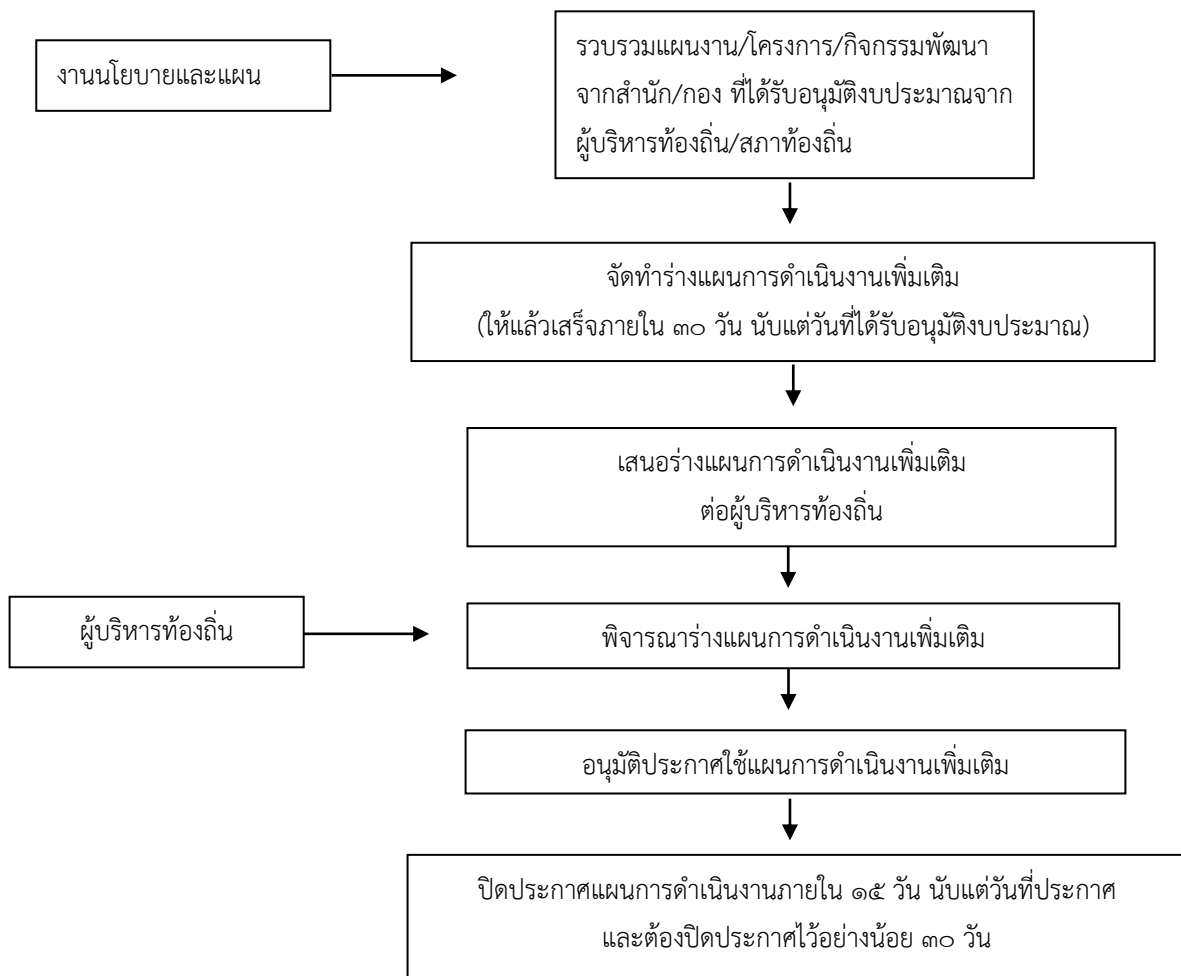 งานนโยบายและแผน
รวบรวมแผนงาน/โครงการ/กิจกรรมพัฒนา
จากสำนัก/กอง ที่ได้รับอนุมัติงบประมาณจาก
ผู้บริหารท้องถิ่น/สภาท้องถิ่น
จัดทำร่างแผนการดำเนินงานเพิ่มเติม
(ให้แล้วเสร็จภายใน ๓๐ วัน นับแต่วันที่ได้รับอนุมัติงบประมาณ)
เสนอร่างแผนการดำเนินงานเพิ่มเติม
ต่อผู้บริหารท้องถิ่น
ผู้บริหารท้องถิ่น
พิจารณาร่างแผนการดำเนินงานเพิ่มเติม
อนุมัติประกาศใช้แผนการดำเนินงานเพิ่มเติม
ปิดประกาศแผนการดำเนินงานภายใน ๑๕ วัน นับแต่วันที่ประกาศ
และต้องปิดประกาศไว้อย่างน้อย ๓๐ วัน